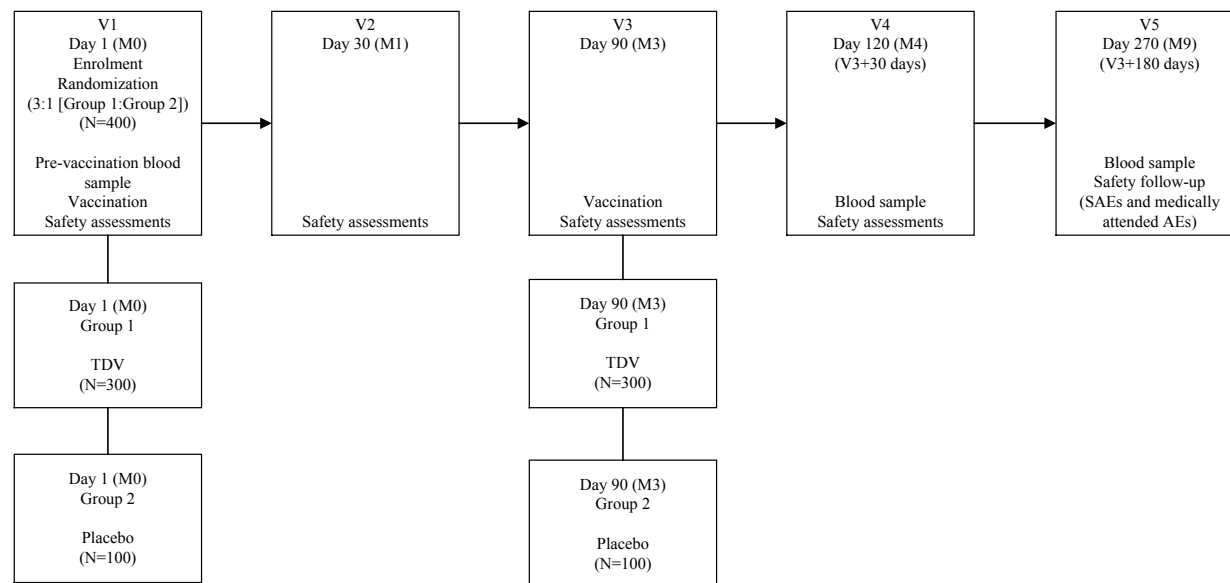 V1
Day 1 (M0)
Enrolment
Randomization
(3:1 [Group 1:Group 2])
(N=400)
Pre-vaccination blood
sample
Vaccination
Safety assessments
V2
Day 30 (M1)
Safety assessments
V3
Day 90 (M3)
Vaccination
Safety assessments
V4
Day 120 (M4)
(V3+30 days)
Blood sample
Safety assessments
V5
Day 270 (M9)
(V3+180 days)
Blood sample
Safety follow-up
(SAEs and medically
attended AEs)
Day 1 (M0)
Group 1
TDV
(N=300)
Day 90 (M3)
Group 1
TDV
(N=300)
Day 1 (M0)
Group 2
Placebo
(N=100)
Day 90 (M3)
Group 2
Placebo
(N=100)